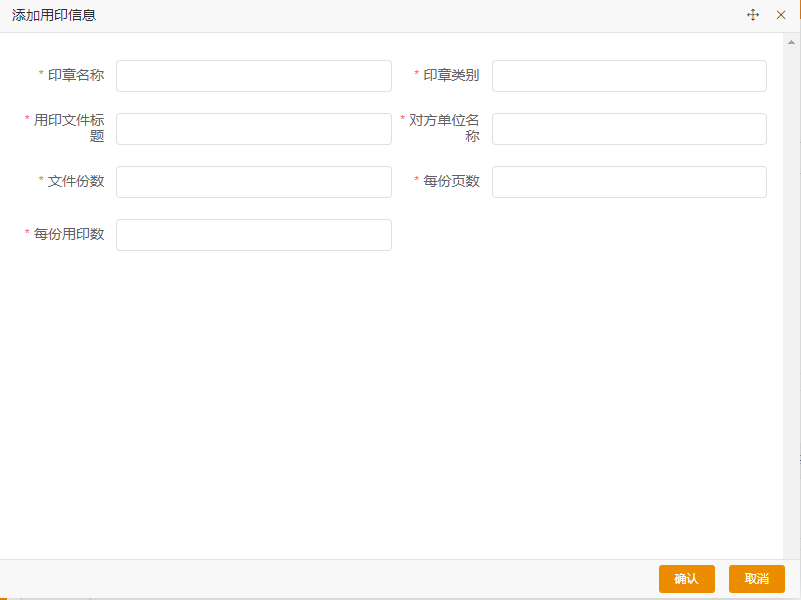 添加用印信息
* 印章名称
* 印章类别
* 用印文件标
题
* 对方单位名
称
* 文件份数
* 每份页数
* 每份用印数
确认
取消